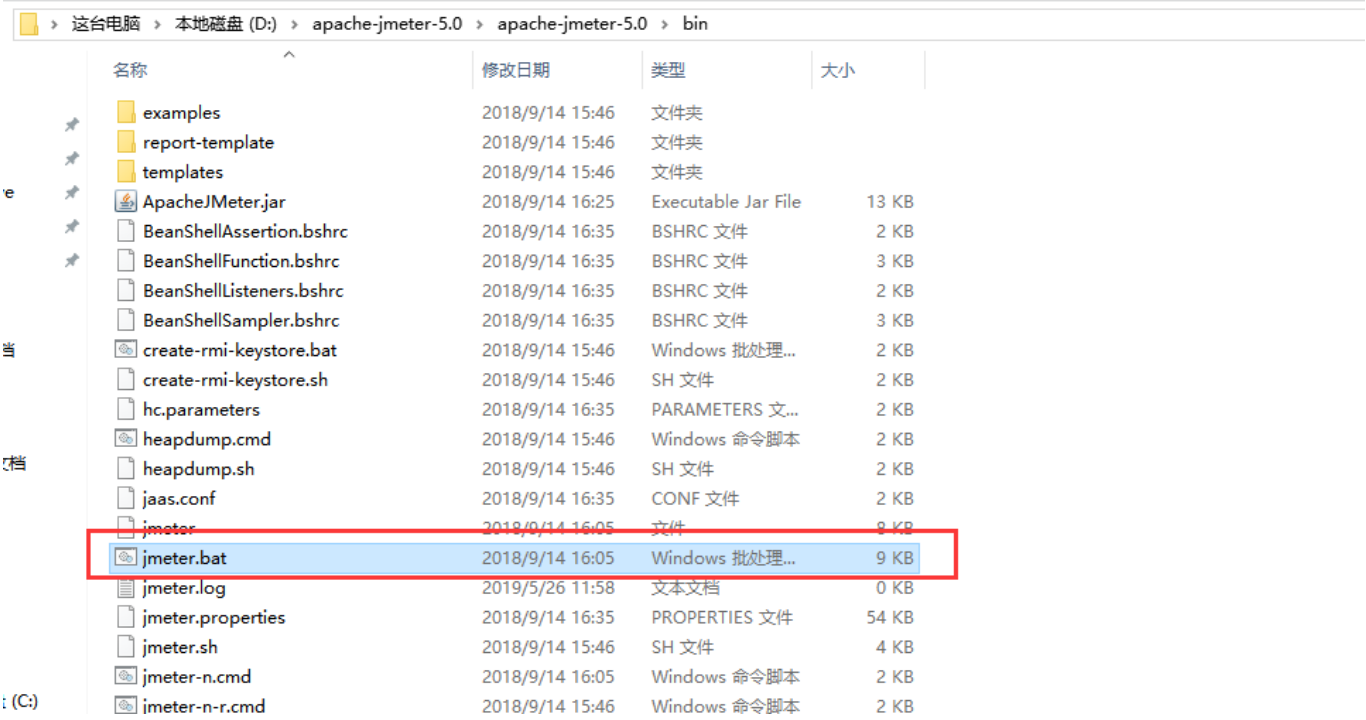 这台电脑 > 本地磁盘 (D:) > apache-jmeter-5.0 > apache-jmeter-5.0 > bin
名称 修改日期 类型 大小
examples 2018/9/14 15:46 文件夹
report-template 2018/9/14 15:46 文件夹
templates 2018/9/14 15:46 文件夹
ApacheJMeter.jar 2018/9/14 16:25 Executable Jar File 13 KB
BeanShellAssertion.bshrc 2018/9/14 16:35 BSHRC 文件 2 KB
BeanShellFunction.bshrc 2018/9/14 16:35 BSHRC 文件 3 KB
BeanShellListeners.bshrc 2018/9/14 16:35 BSHRC 文件 2 KB
BeanShellSampler.bshrc 2018/9/14 16:35 BSHRC 文件 3 KB
create-rmi-keystore.bat 2018/9/14 15:46 Windows 批处理... 2 KB
create-rmi-keystore.sh 2018/9/14 15:46 SH 文件 2 KB
hc.parameters 2018/9/14 16:35 PARAMETERS 文... 2 KB
heapdump.cmd 2018/9/14 15:46 Windows 命令脚本 2 KB
heapdump.sh 2018/9/14 15:46 SH 文件 2 KB
jaas.conf 2018/9/14 16:35 CONF 文件 2 KB
jmeter 2018/9/14 16:05 文件 8 KB
jmeter.bat 2018/9/14 16:05 Windows 批处理... 9 KB
jmeter.log 2019/5/26 11:58 文本文档 0 KB
jmeter.properties 2018/9/14 16:35 PROPERTIES 文件 54 KB
jmeter.sh 2018/9/14 15:46 SH 文件 4 KB
jmeter-n.cmd 2018/9/14 16:05 Windows 命令脚本 2 KB
jmeter-n-r.cmd 2018/9/14 15:46 Windows 命令脚本 2 KB
档
文档
(C:)